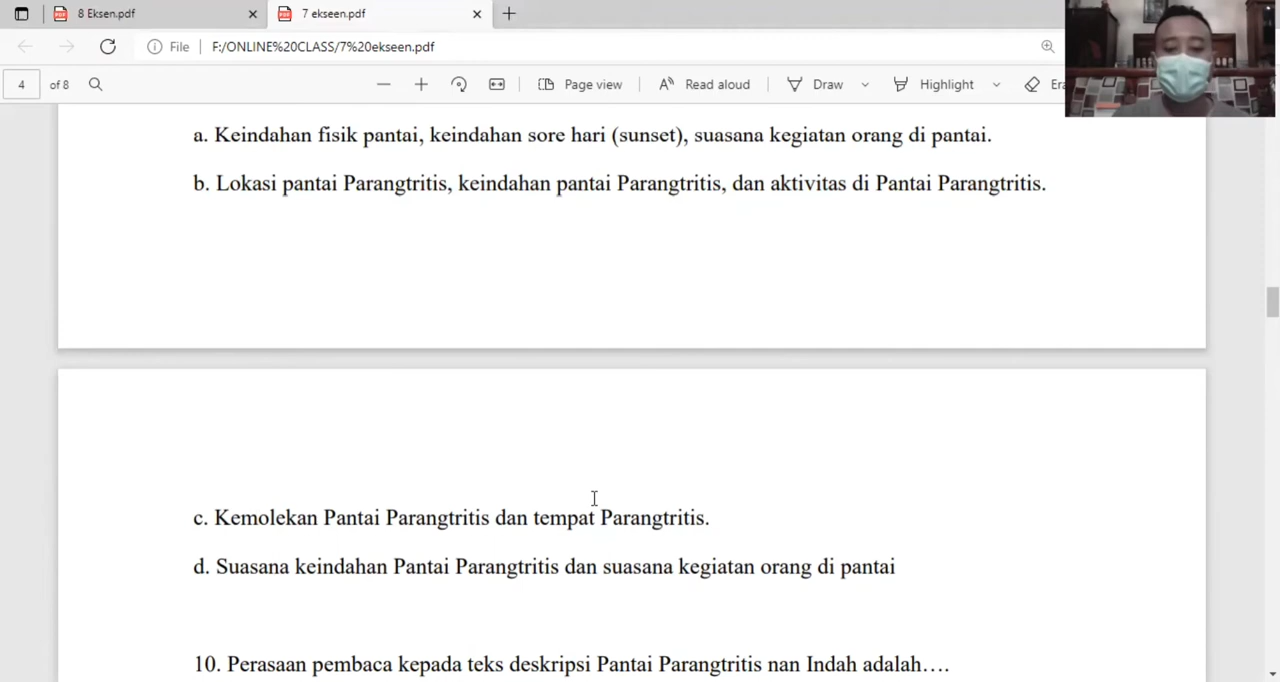 8 Eksen.pdf
7 ekseen.pdf
File
F:/ONLINE%20CLASS/7%20ekseen.pdf
4 of 8
Page view
Read aloud
Draw
Highlight
a. Keindahan fisik pantai, keindahan sore hari (sunset), suasana kegiatan orang di pantai.
b. Lokasi pantai Parangtritis, keindahan pantai Parangtritis, dan aktivitas di Pantai Parangtritis.
c. Kemolekan Pantai Parangtritis dan tempat Parangtritis.
d. Suasana keindahan Pantai Parangtritis dan suasana kegiatan orang di pantai
10. Perasaan pembaca kepada teks deskripsi Pantai Parangtritis nan Indah adalah….